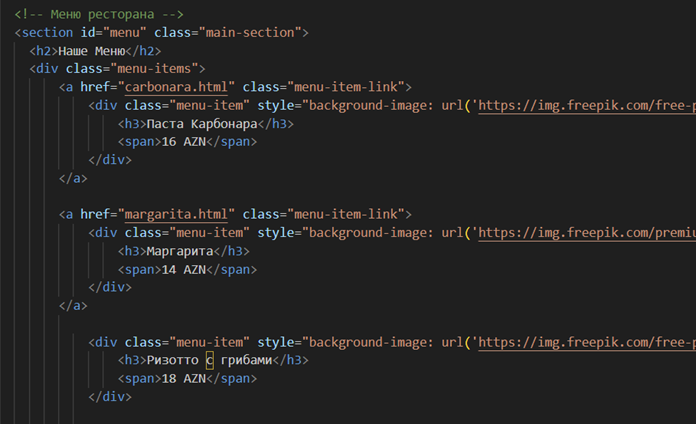 <!-- Меню ресторана -->
<section id="menu" class="main-section">
<h2>Наше Меню</h2>
<div class="menu-items">
<a href="carbonara.html" class="menu-item-link">
<div class="menu-item" style="background-image: url('https://img.freepik.com/free-p
<h3>Паста Карбонара</h3>
<span>16 AZN</span>
</div>
</a>
<a href="margarita.html" class="menu-item-link">
<div class="menu-item" style="background-image: url('https://img.freepik.com/premiu
<h3>Маргарита</h3>
<span>14 AZN</span>
</div>
</a>
<div class="menu-item" style="background-image: url('https://img.freepik.com/free-p
<h3>Ризотто с грибами</h3>
<span>18 AZN</span>
</div>